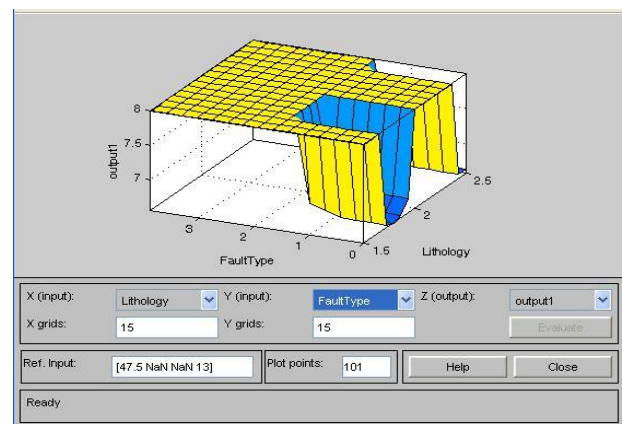 8
7.5
7
output1
3
2
1
0
FaultType
1.5
2
2.5
Lithology
X (input): Lithology Y (input): FaultType Z (output): output1
X grids: 15 Y grids: 15 Evaluate
Ref. Input: [47.5 NaN NaN 13] Plot points: 101 Help Close
Ready